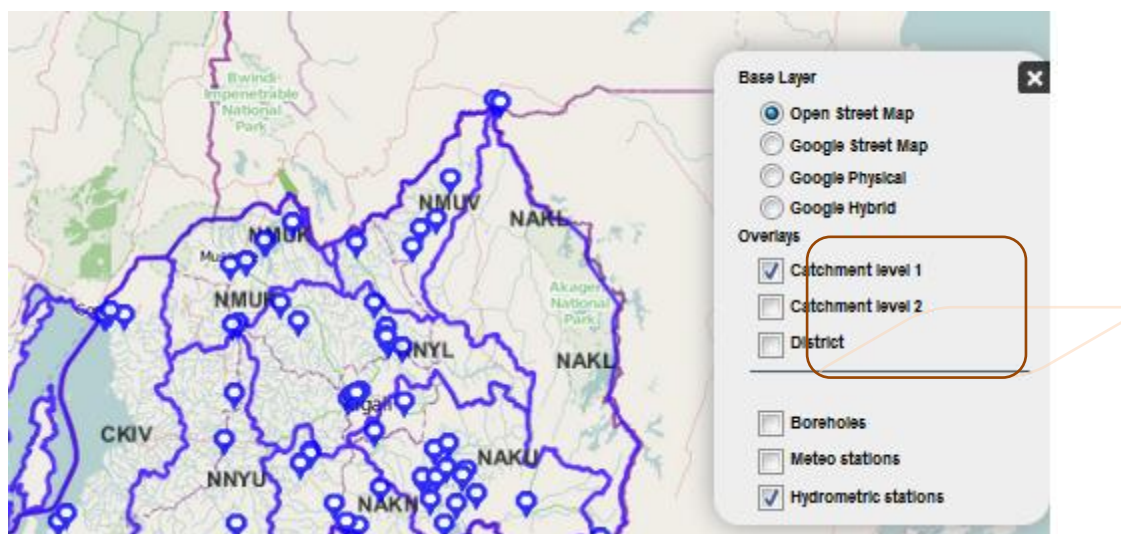 Bwindi
Impenetrable
National
Park
NMUV
NAKL
NMUK
NMUK
Akagera
National
Park
NNYL
NAKL
Kigali
CKIV
NNYU
NAKU
NAKN
Base Layer
Open Street Map
Google Street Map
Google Physical
Google Hybrid
Overlays
Catchment level 1
Catchment level 2
District
Boreholes
Meteo stations
Hydrometric stations